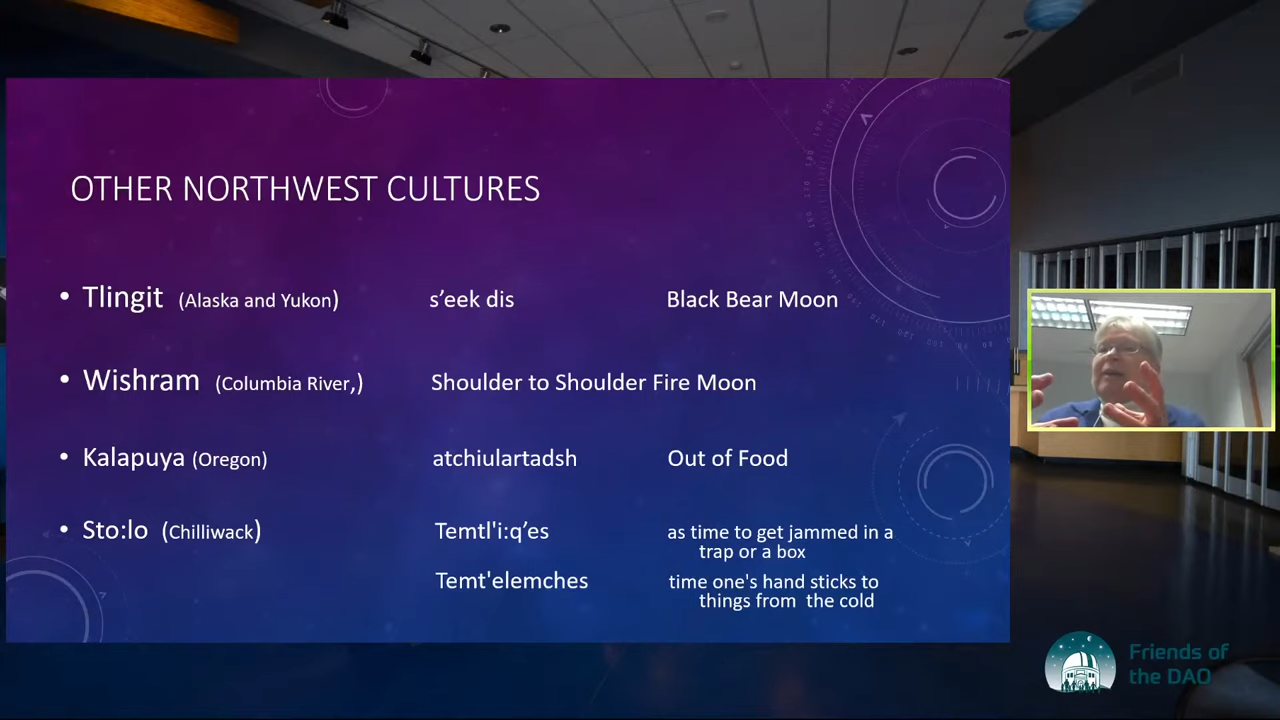 OTHER NORTHWEST CULTURES
• Tlingit (Alaska and Yukon) s’eek dis Black Bear Moon
• Wishram (Columbia River,) Shoulder to Shoulder Fire Moon
• Kalapuya (Oregon) atchiulartadsh Out of Food
• Sto:lo (Chilliwack) Temtl'i:q’es as time to get jammed in a
trap or a box
Temt'elemches time one's hand sticks to
things from the cold
Friends of
the DAO